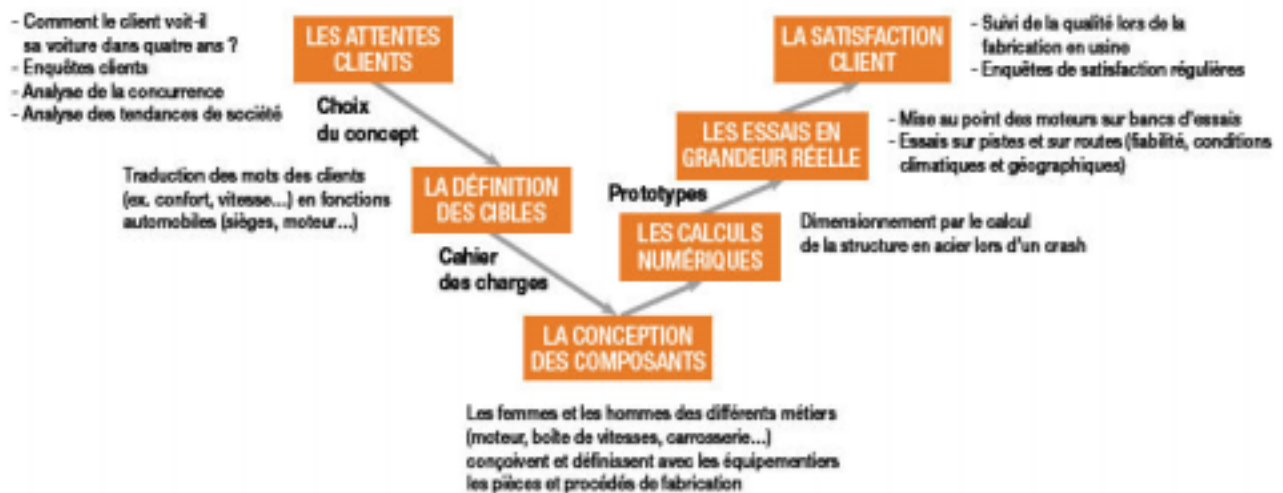 - Comment le client voit-il
sa voiture dans quatre ans ?
- Enquêtes clients
- Analyse de la concurrence
- Analyse des tendances de société
LES ATTENTES
CLIENTS
Choix
du concept
Traduction des mots des clients
(ex. confort, vitesse...) en fonctions
automobiles (sièges, moteur...)
LA DÉFINITION
DES CIBLES
Cahier
des charges
LA CONCEPTION
DES COMPOSANTS
Les femmes et les hommes des différents métiers
(moteur, boîte de vitesses, carrosserie...)
conçoivent et définissent avec les équipementiers
les pièces et procédés de fabrication
LES CALCULS
NUMÉRIQUES
Dimensionnement par le calcul
de la structure en acier lors d'un crash
Prototypes
LES ESSAIS EN
GRANDEUR RÉELLE
- Mise au point des moteurs sur bancs d'essais
- Essais sur pistes et sur routes (fiabilité, conditions
climatiques et géographiques)
LA SATISFACTION
CLIENT
- Suivi de la qualité lors de la
fabrication en usine
- Enquêtes de satisfaction régulières